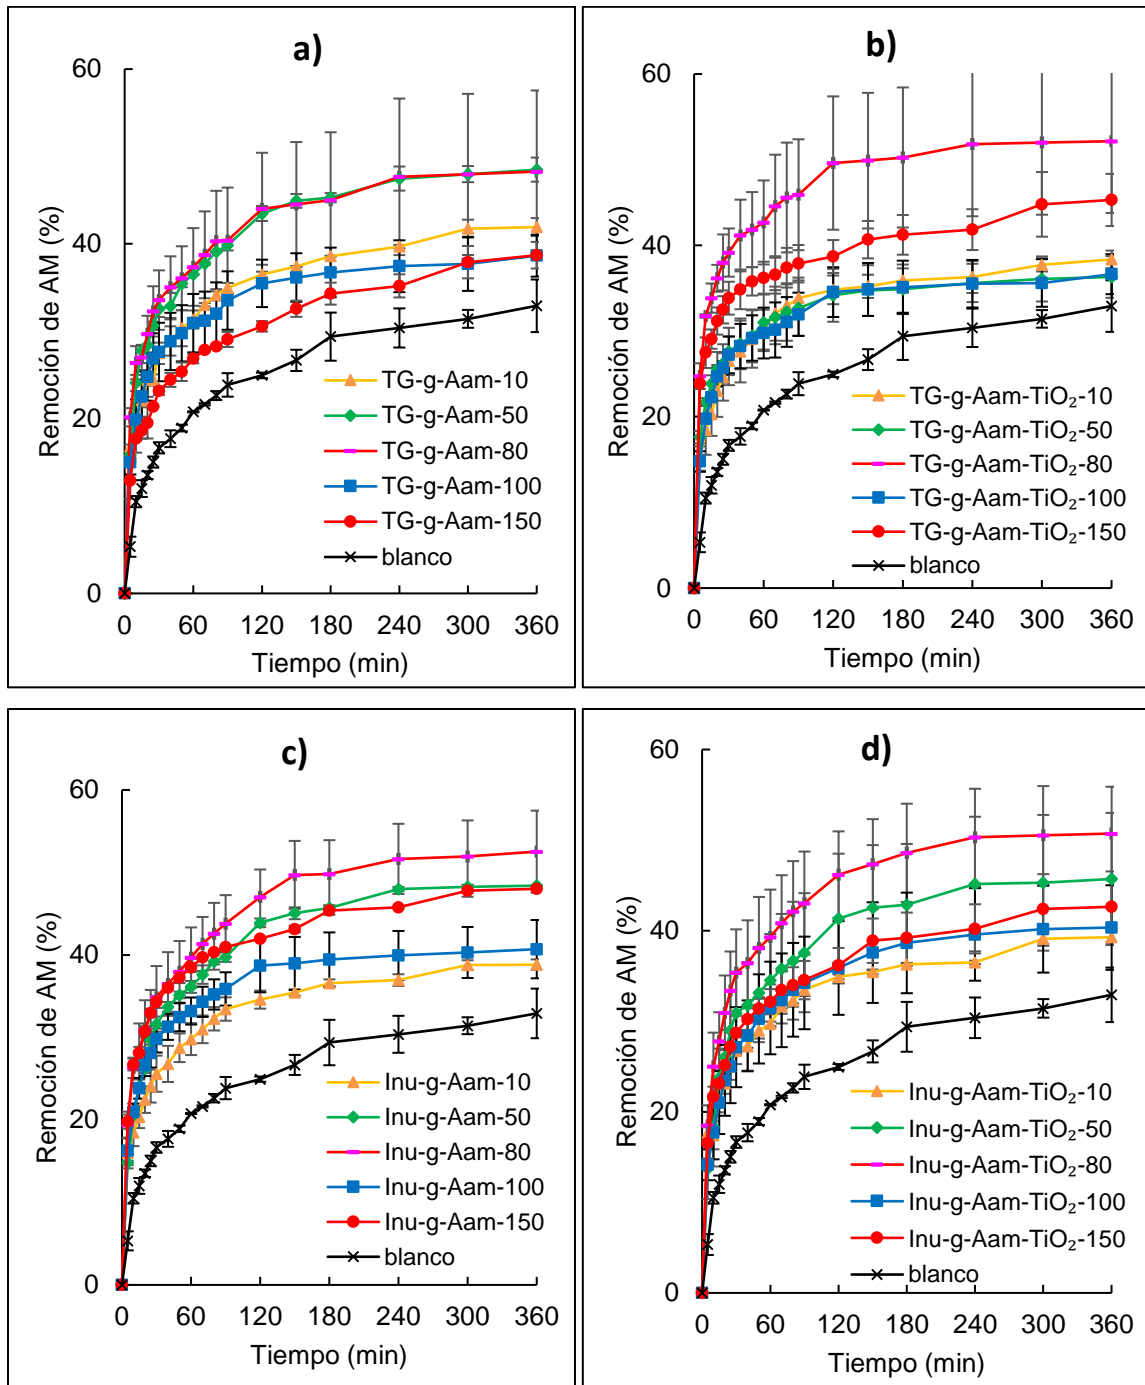 a)
60
40
20
0
Remoción de AM (%)
TG-g-Aam-10
TG-g-Aam-50
TG-g-Aam-80
TG-g-Aam-100
TG-g-Aam-150
blanco
0 60 120 180 240 300 360
Tiempo (min)
b)
60
40
20
0
Remoción de AM (%)
TG-g-Aam-TiO₂-10
TG-g-Aam-TiO₂-50
TG-g-Aam-TiO₂-80
TG-g-Aam-TiO₂-100
TG-g-Aam-TiO₂-150
blanco
0 60 120 180 240 300 360
Tiempo (min)
c)
60
40
20
0
Remoción de AM (%)
Inu-g-Aam-10
Inu-g-Aam-50
Inu-g-Aam-80
Inu-g-Aam-100
Inu-g-Aam-150
blanco
0 60 120 180 240 300 360
Tiempo (min)
d)
60
40
20
0
Remoción de AM (%)
Inu-g-Aam-TiO₂-10
Inu-g-Aam-TiO₂-50
Inu-g-Aam-TiO₂-80
Inu-g-Aam-TiO₂-100
Inu-g-Aam-TiO₂-150
blanco
0 60 120 180 240 300 360
Tiempo (min)